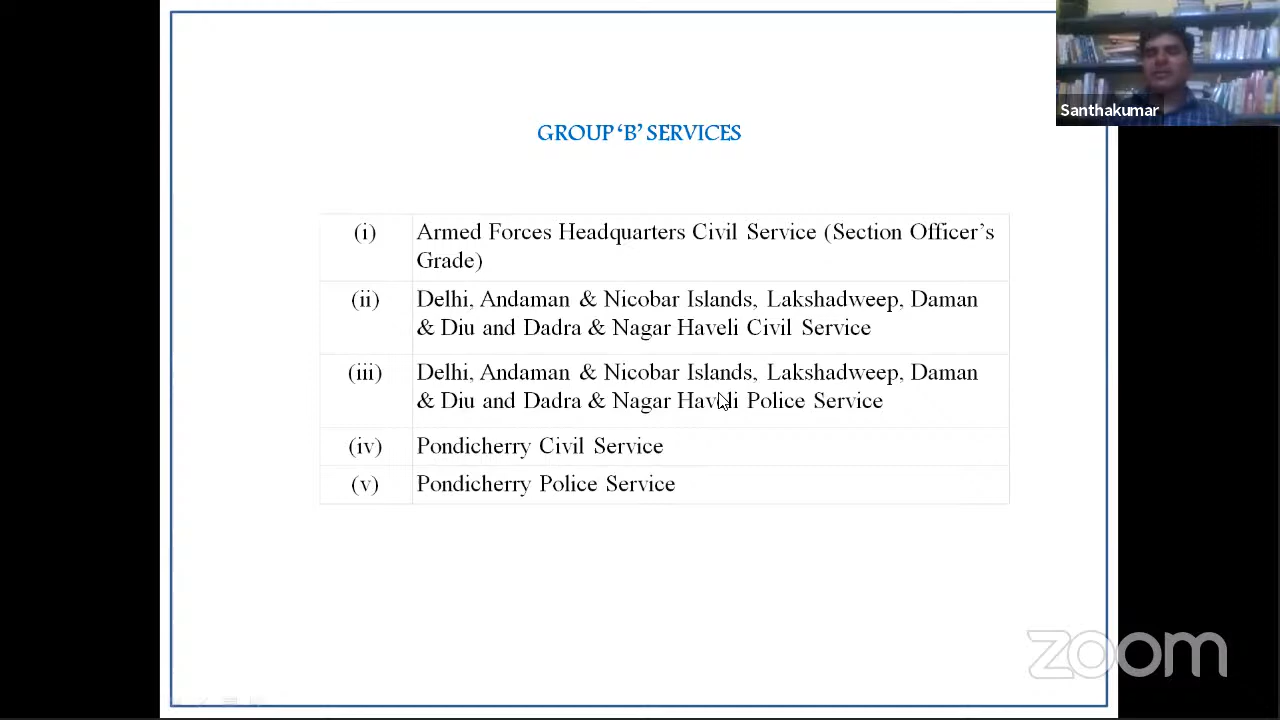 Santhakumar
GROUP ‘B’ SERVICES
(i) Armed Forces Headquarters Civil Service (Section Officer’s
Grade)
(ii) Delhi, Andaman & Nicobar Islands, Lakshadweep, Daman
& Diu and Dadra & Nagar Haveli Civil Service
(iii) Delhi, Andaman & Nicobar Islands, Lakshadweep, Daman
& Diu and Dadra & Nagar Haveli Police Service
(iv) Pondicherry Civil Service
(v) Pondicherry Police Service
zoom